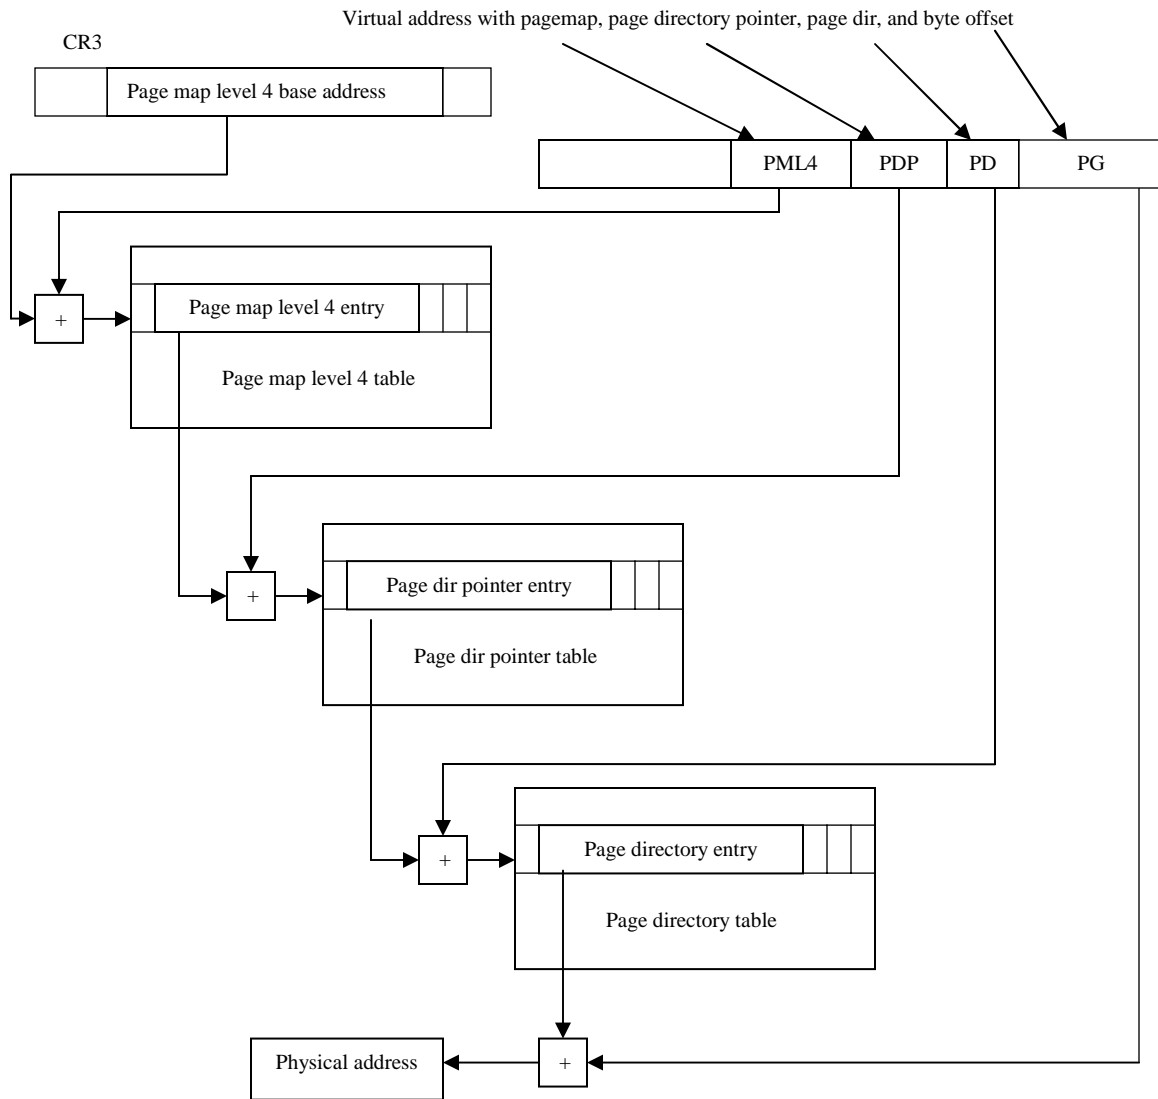 Virtual address with pagemap, page directory pointer, page dir, and byte offset
CR3
Page map level 4 base address
PML4
PDP
PD
PG
+
Page map level 4 entry
Page map level 4 table
+
Page dir pointer entry
Page dir pointer table
+
Page directory entry
Page directory table
Physical address
+